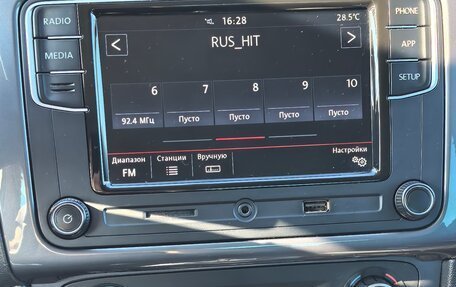 16:28 28.5°C
RADIO PHONE
RUS_HIT
MEDIA APP
SETUP
6 7 8 9 10
92.4 МГц Пусто Пусто Пусто Пусто
Диапазон Станции Вручную Настройки
FM